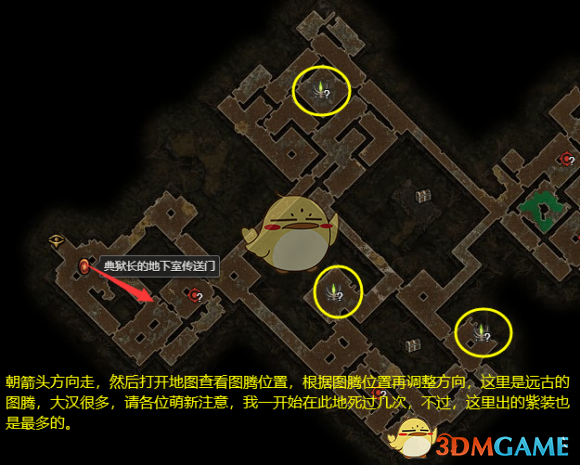 ?
?
典狱长的地下室传送门
?
?
?
朝箭头方向走，然后打开地图查看图腾位置，根据图腾位置再调整方向，这里是远古的
图腾，大汉很多，请各位萌新注意，我一开始在此地死过几次，不过，这里出的紫装也
是最多的。
?
3DMGAME